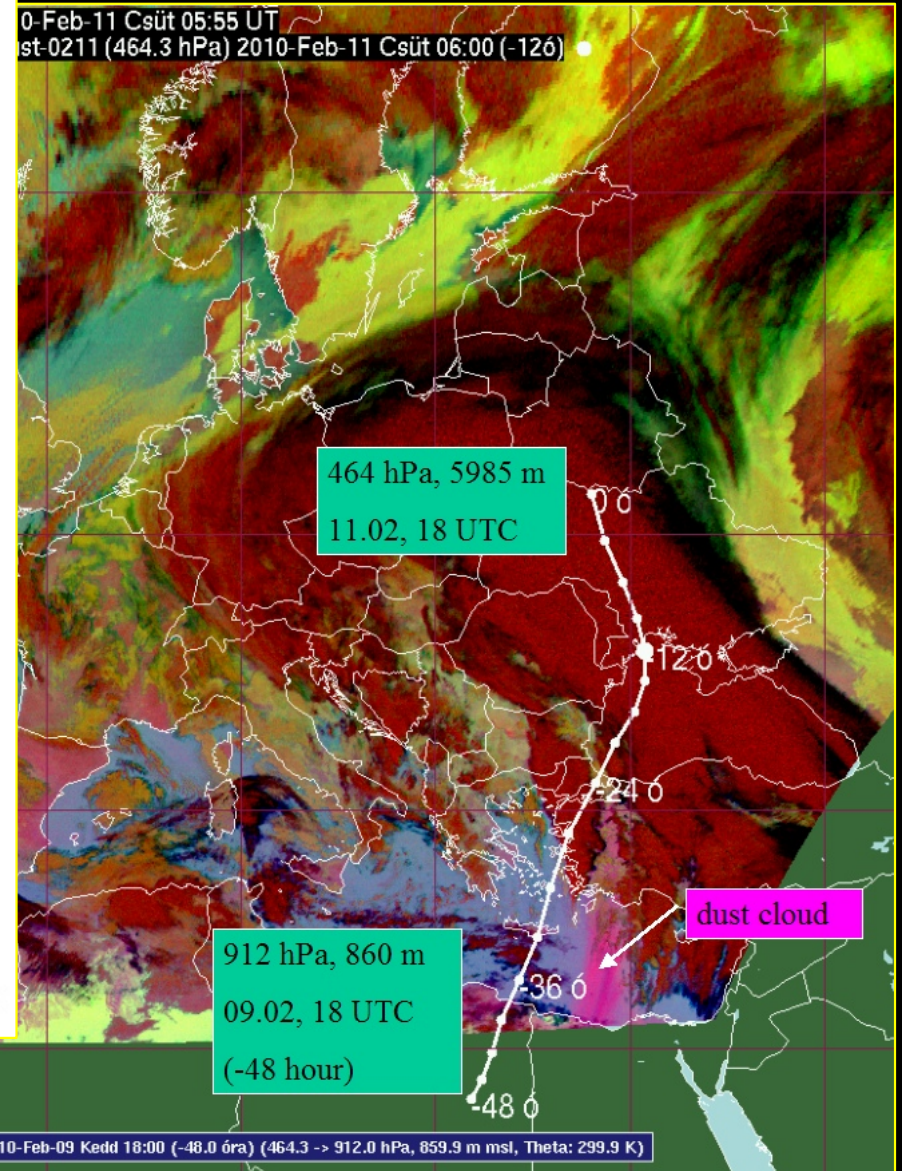 0-Feb-11 Csüt 05:55 UT
st-0211 (464.3 hPa) 2010-Feb-11 Csüt 06:00 (-12ó)
464 hPa, 5985 m
11.02, 18 UTC
0 ó
-12 ó
-24 ó
dust cloud
912 hPa, 860 m
09.02, 18 UTC
(-48 hour)
-36 ó
-48 ó
10-Feb-09 Kedd 18:00 (-48.0 óra) (464.3 -> 912.0 hPa, 859.9 m msl, Theta: 299.9 K)